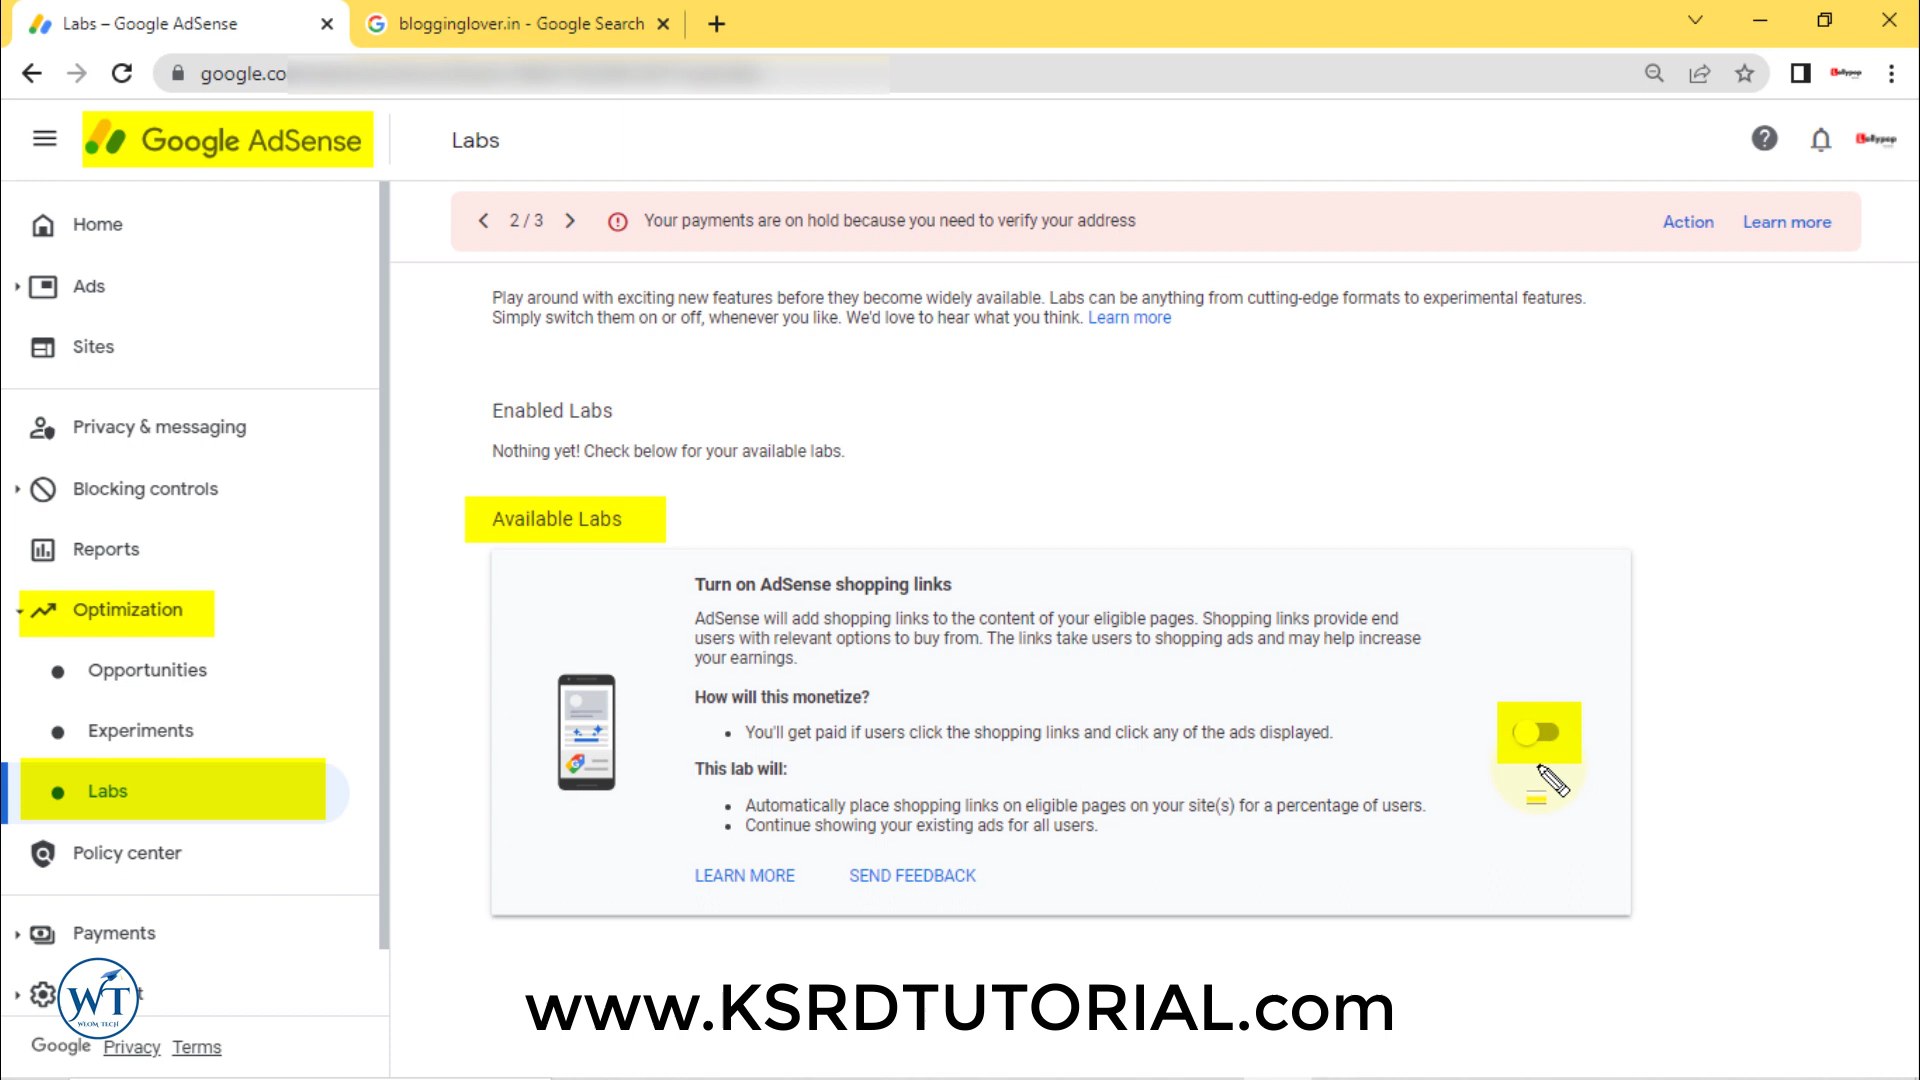 Labs – Google AdSense
blogginglover.in - Google Search
google.co
Google AdSense
Labs
Lollypop
Home
Ads
Sites
Privacy & messaging
Blocking controls
Reports
Optimization
Opportunities
Experiments
Labs
Policy center
Payments
Google Privacy Terms
2 / 3
Your payments are on hold because you need to verify your address
Action
Learn more
Play around with exciting new features before they become widely available. Labs can be anything from cutting-edge formats to experimental features.
Simply switch them on or off, whenever you like. We'd love to hear what you think. Learn more
Enabled Labs
Nothing yet! Check below for your available labs.
Available Labs
Turn on AdSense shopping links
AdSense will add shopping links to the content of your eligible pages. Shopping links provide end
users with relevant options to buy from. The links take users to shopping ads and may help increase
your earnings.
How will this monetize?
You'll get paid if users click the shopping links and click any of the ads displayed.
This lab will:
Automatically place shopping links on eligible pages on your site(s) for a percentage of users.
Continue showing your existing ads for all users.
LEARN MORE
SEND FEEDBACK
WT
WLOM TECH
www.KSRDTUTORIAL.com